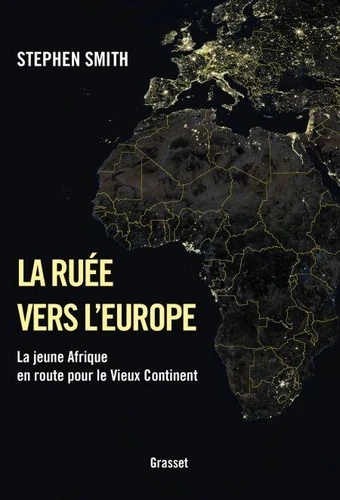 STEPHEN SMITH
LA RUÉE
VERS L'EUROPE
La jeune Afrique
en route pour le Vieux Continent
Grasset